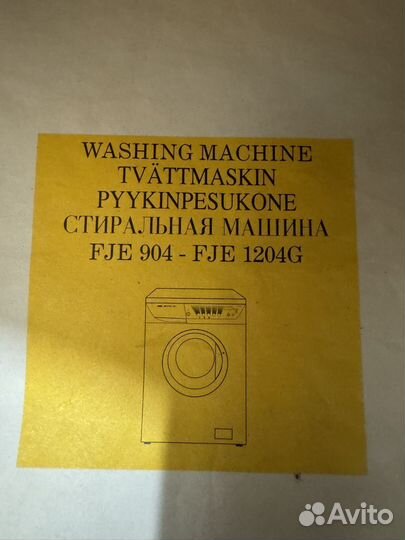 WASHING MACHINE
TVÄTTMASKIN
PYYKINPESUKONE
СТИРАЛЬНАЯ МАШИНА
FJE 904 - FJE 1204G
Avito